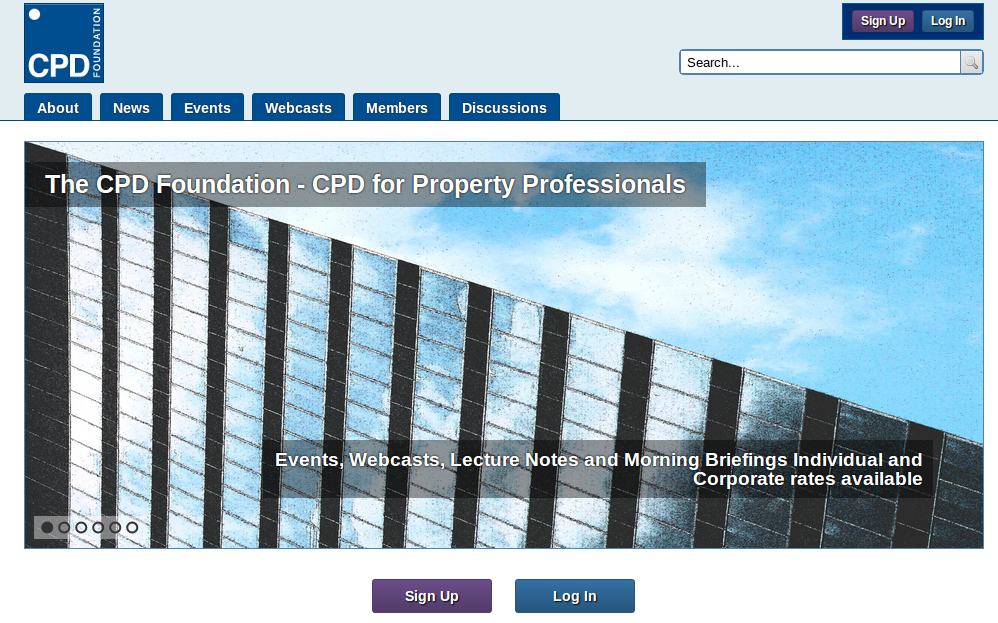 CPD
FOUNDATION
Sign Up
Log In
Search...
About
News
Events
Webcasts
Members
Discussions
The CPD Foundation - CPD for Property Professionals
Events, Webcasts, Lecture Notes and Morning Briefings Individual and
Corporate rates available
Sign Up
Log In